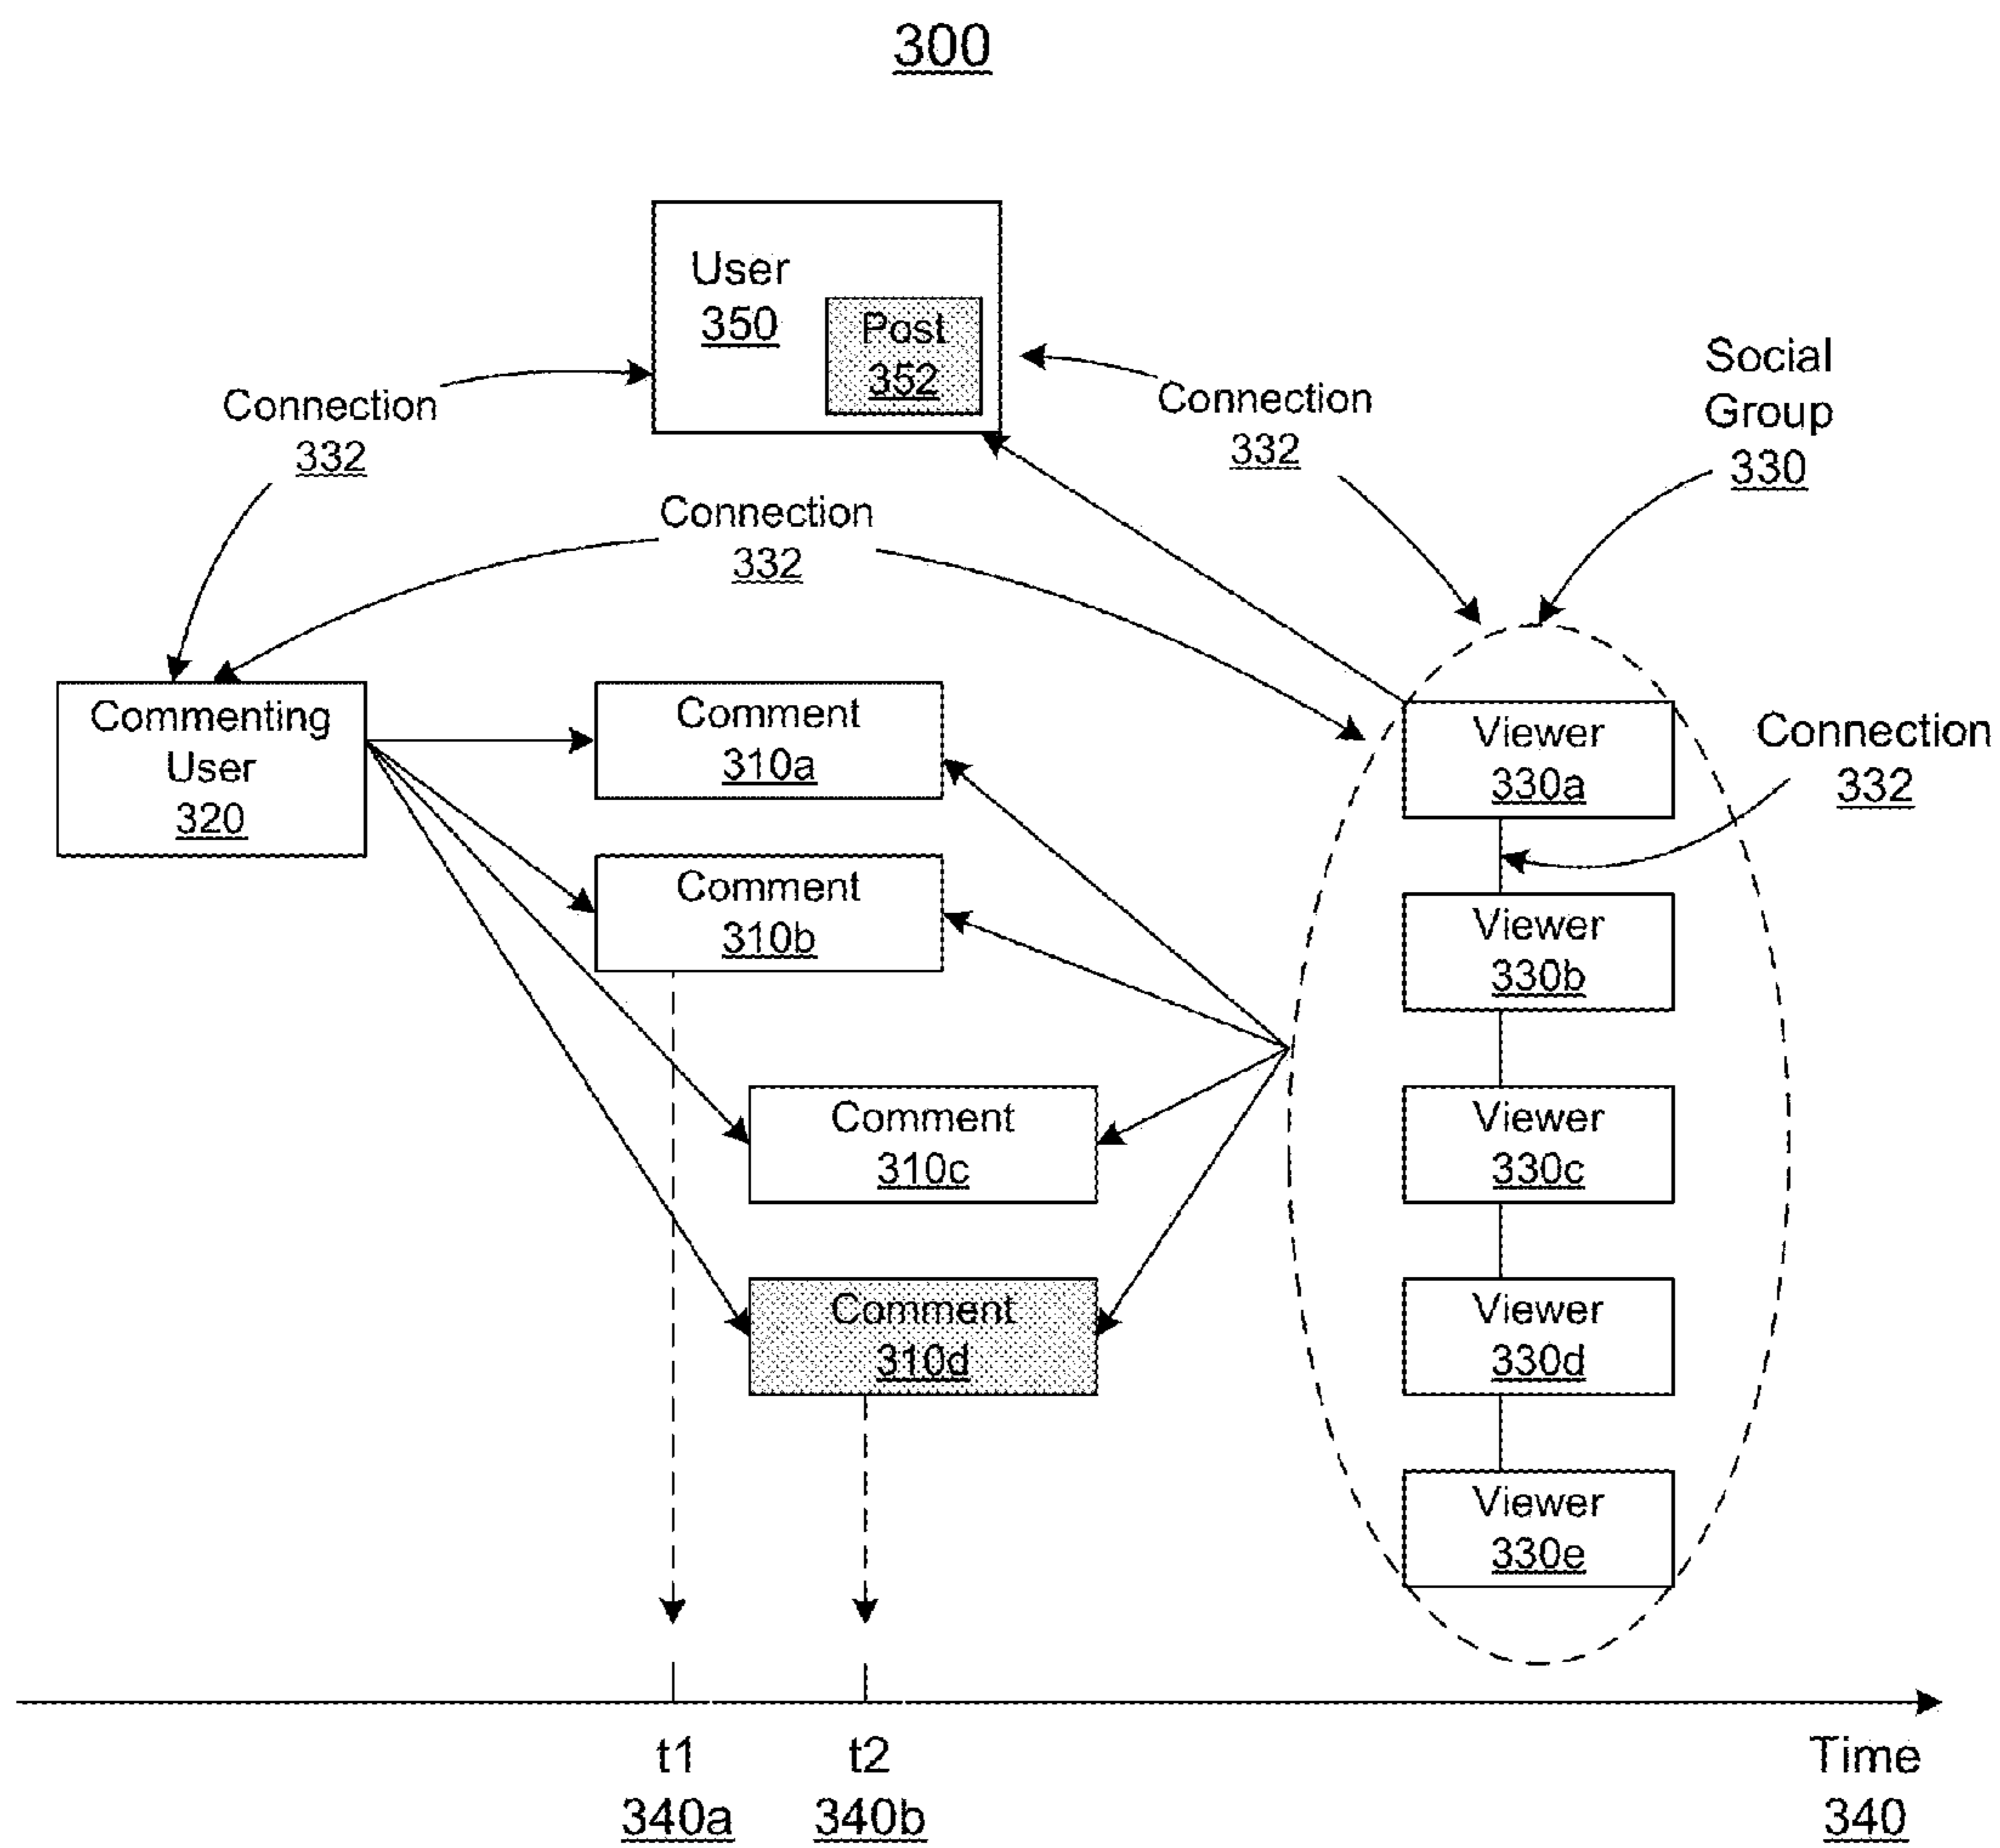 300
User
350
Post
352
Connection
332
Connection
332
Social
Group
330
Connection
332
Commenting
User
320
Comment
310a
Comment
310b
Comment
310c
Comment
310d
Viewer
330a
Connection
332
Viewer
330b
Viewer
330c
Viewer
330d
Viewer
330e
t1
340a
t2
340b
Time
340